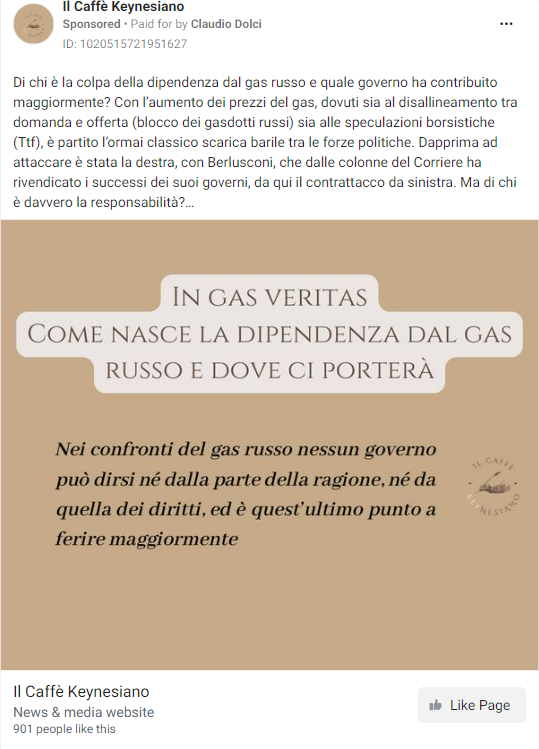 Il Caffè Keynesiano
Sponsored • Paid for by Claudio Dolci
ID: 1020515721951627
Di chi è la colpa della dipendenza dal gas russo e quale governo ha contribuito
maggiormente? Con l'aumento dei prezzi del gas, dovuti sia al disallineamento tra
domanda e offerta (blocco dei gasdotti russi) sia alle speculazioni borsistiche
(Ttf), è partito l'ormai classico scarica barile tra le forze politiche. Dapprima ad
attaccare è stata la destra, con Berlusconi, che dalle colonne del Corriere ha
rivendicato i successi dei suoi governi, da qui il contrattacco da sinistra. Ma di chi
è davvero la responsabilità?...
In gas veritas
Come nasce la dipendenza dal gas
russo e dove ci porterà
Nei confronti del gas russo nessun governo
può dirsi né dalla parte della ragione, né da
quella dei diritti, ed è quest'ultimo punto a
ferire maggiormente
IL CAFFÈ
KEYNESIANO
Il Caffè Keynesiano
News & media website
901 people like this
Like Page